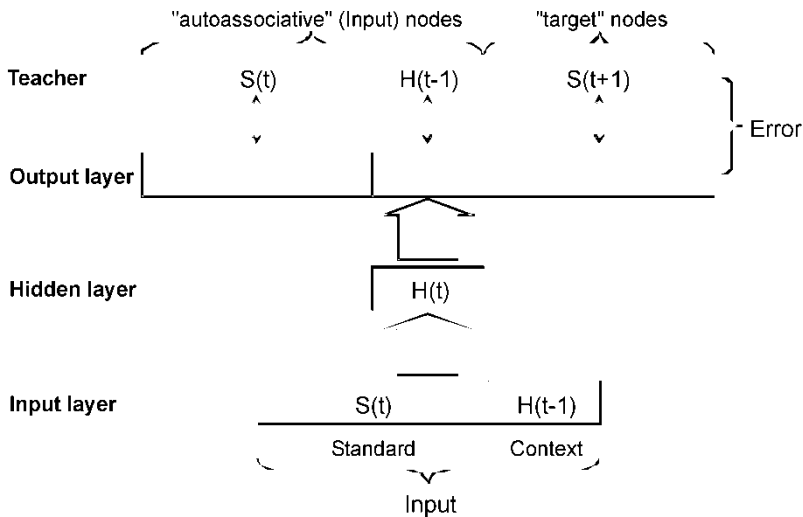 "autoassociative" (Input) nodes "target" nodes
Teacher S(t) H(t-1) S(t+1)
Error
Output layer
Hidden layer H(t)
Input layer S(t) H(t-1)
Standard Context
Input